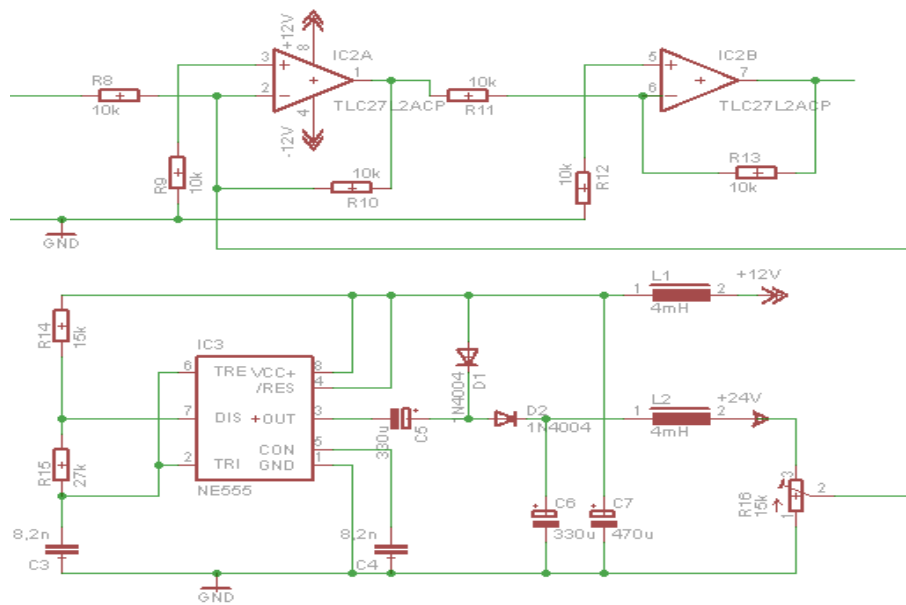 +12V
8
IC2A
3
1
2
4
TLC27L2ACP
-12V
R8
10k
R9
10k
10k
R10
10k
R11
IC2B
5
7
6
TLC27L2ACP
10k
R12
R13
10k
GND
L1
1 2
4mH
+12V
R14
15k
IC3
6 TRE VCC+ 8
/RES 4
7 DIS +OUT 3
CON 5
2 TRI GND 1
NE555
R15
27k
1N4004
D1
D2
1N4004
330u
C5
L2
1 2
4mH
+24V
3
2
1
R16
15k
C6
330u
C7
470u
8,2n
C3
8,2n
C4
GND